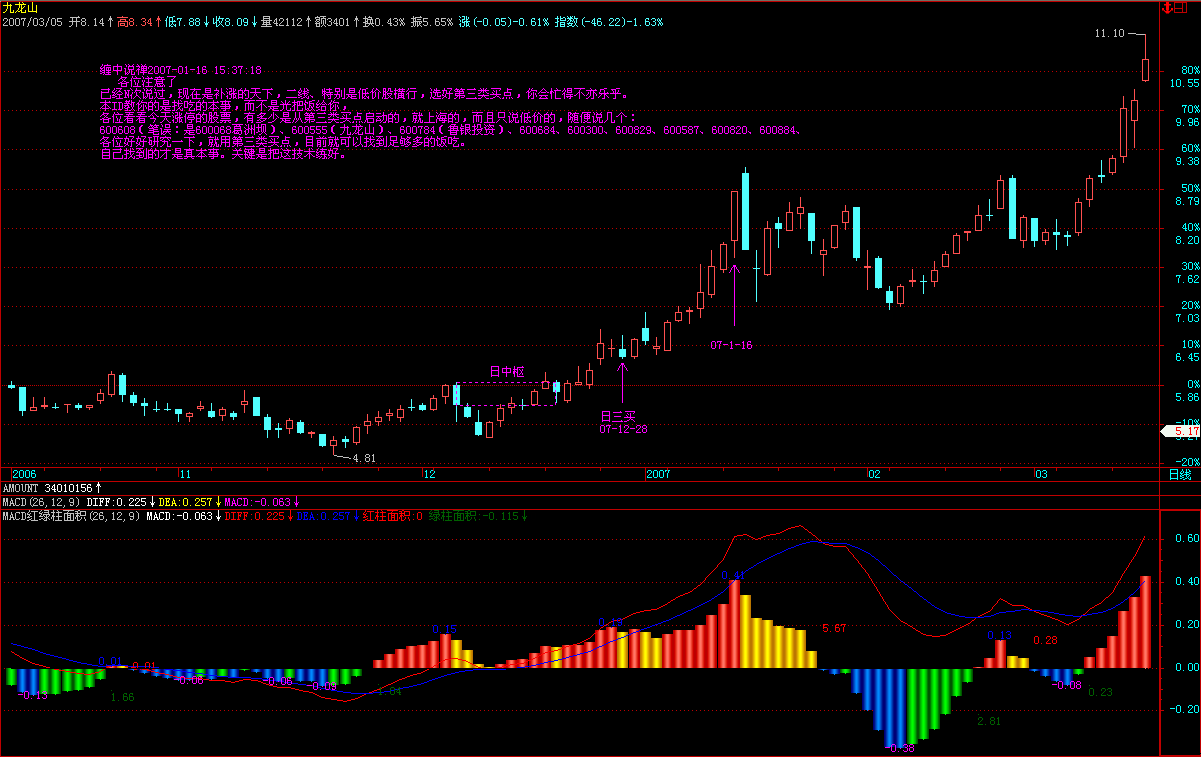 九龙山
2007/03/05 开8.14↑高8.34↑低7.88↓收8.09↓量42112↑额3401↑换0.43% 振5.65% 涨(-0.05)-0.61% 指数(-46.22)-1.63%
11.10
缠中说禅2007-01-16 15:37:18
各位注意了
已经N次说过，现在是补涨的天下，二线、特别是低价股横行，选好第三类买点，你会忙得不亦乐乎。
本ID教你的是找吃的本事，而不是光把饭给你，
各位看看今天涨停的股票，有多少是从第三类买点启动的，就上海的，而且只说低价的，随便说几个：
600608（笔误：是600068葛洲坝）、600555（九龙山）、600784（鲁银投资）、600684、600300、600829、600587、600820、600884、
各位好好研究一下，就用第三类买点，目前就可以找到足够多的饭吃。
自己找到的才是真本事。关键是把这技术练好。
80%
10.55
70%
9.96
60%
9.38
50%
8.79
40%
8.20
30%
7.62
20%
7.03
10%
6.45
0%
5.86
-10%
5.17
-20%
07-1-16
日中枢
日三买
07-12-28
4.81
2006 11 12 2007 02 03 日线
AMOUNT 34010156↑
MACD(26,12,9) DIFF:0.225↓DEA:0.257↓MACD:-0.063↓
MACD红绿柱面积(26,12,9) MACD:-0.063↓DIFF:0.225↓DEA:0.257↓红柱面积:0 绿柱面积:-0.115↓
0.60
0.40
0.20
0.00
-0.20
0.41
5.67
0.15
0.13
0.26
0.01
0.01
-0.13
1.66
-0.06
-0.06
-0.09
4.04
-0.08
0.23
2.81
-0.38